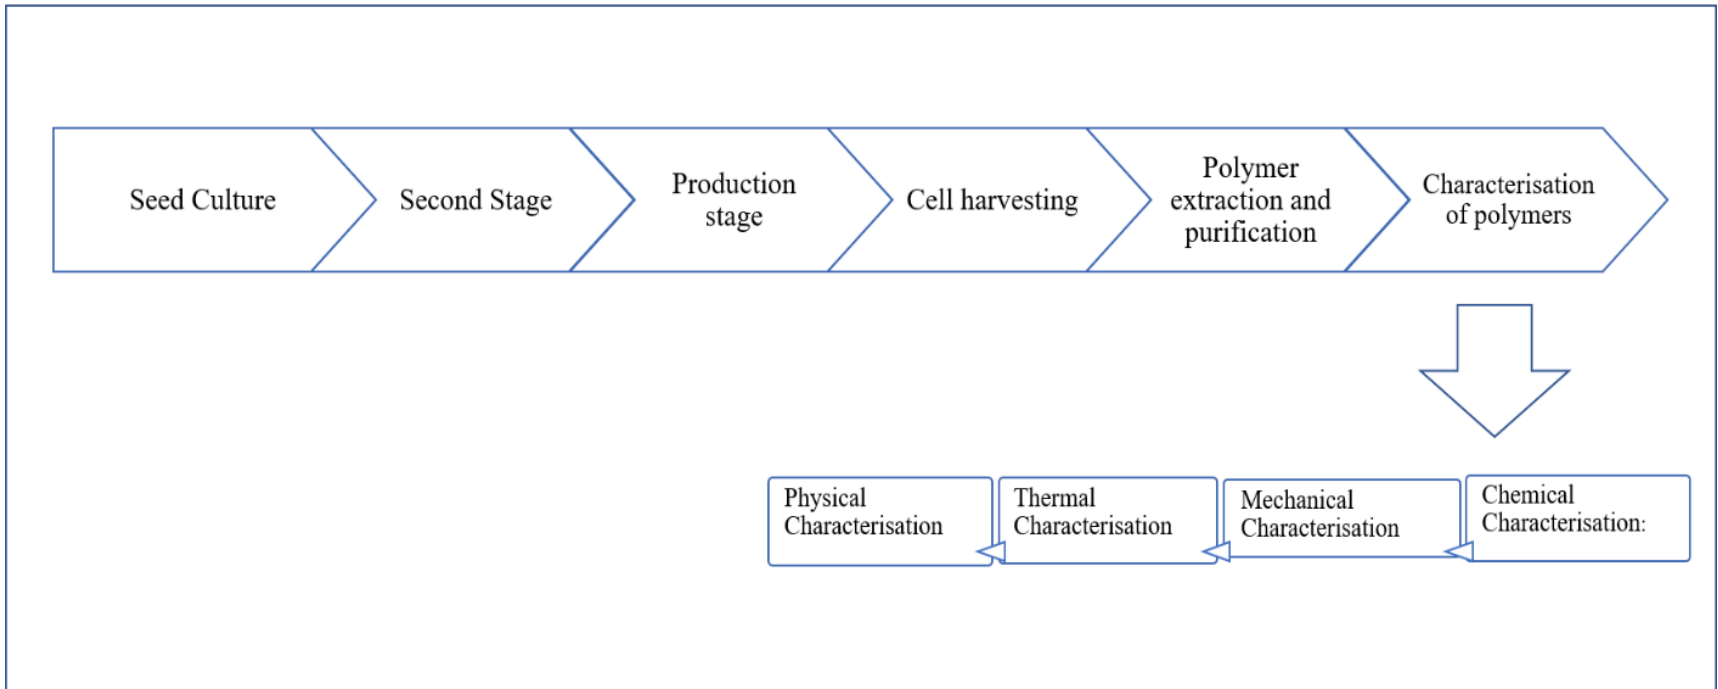 Seed Culture
Second Stage
Production
stage
Cell harvesting
Polymer
extraction and
purification
Characterisation
of polymers
Physical
Characterisation
Thermal
Characterisation
Mechanical
Characterisation
Chemical
Characterisation: